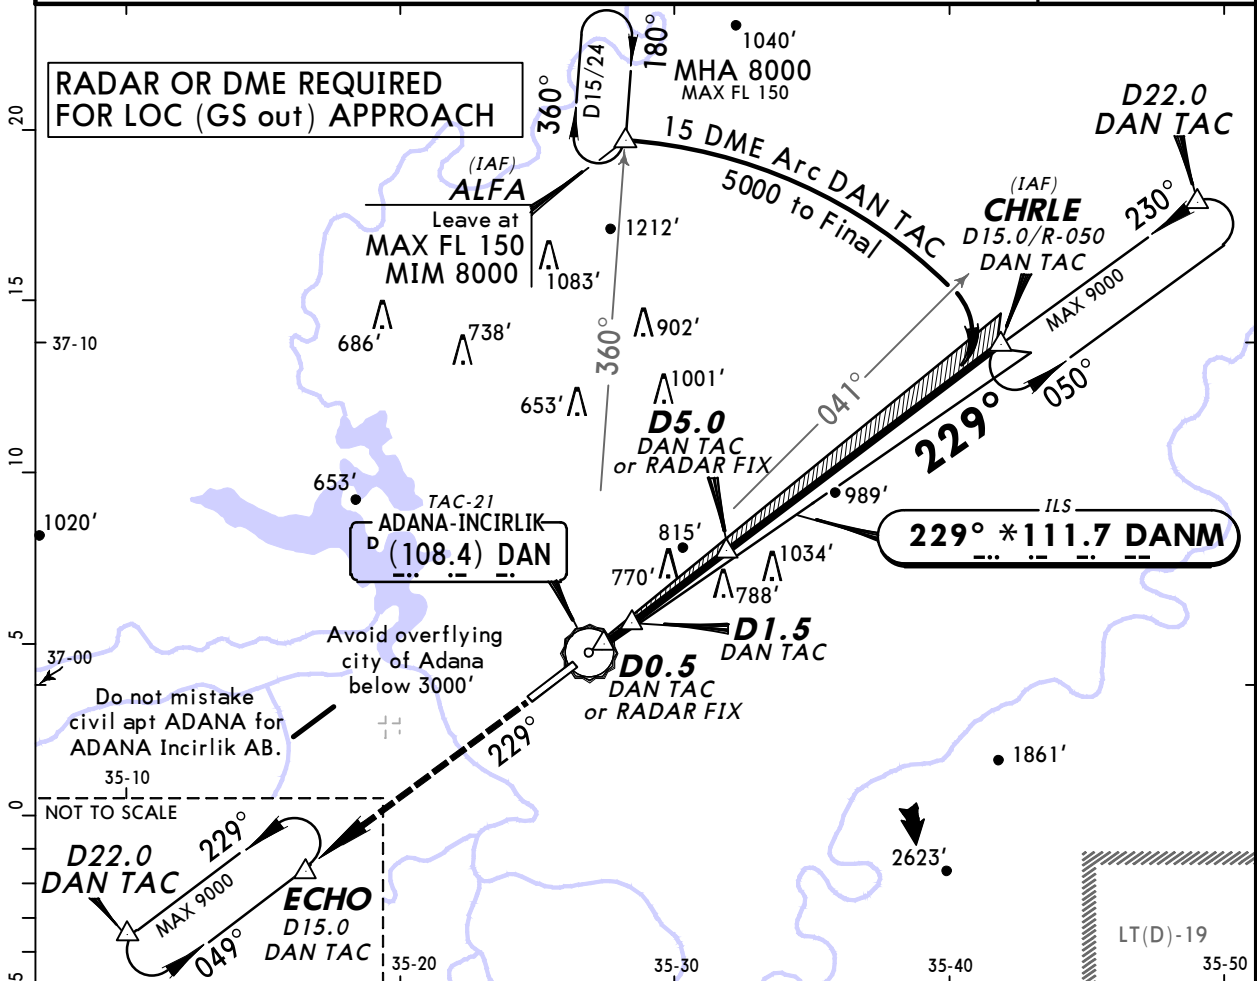 RADAR OR DME REQUIRED
FOR LOC (GS out) APPROACH
360°
D15/24
180°
1040'
MHA 8000
MAX FL 150
D22.0
DAN TAC
15 DME Arc DAN TAC
5000 to Final
(IAF)
ALFA
Leave at
MAX FL 150
MIM 8000
1212'
1083'
(IAF)
CHRLE
D15.0/R-050
DAN TAC
230°
MAX 9000
050°
20
15
37-10
10
5
37-00
0
5
686'
738'
902'
360°
653'
1001'
041°
229°
D5.0
DAN TAC
or RADAR FIX
653'
1020'
TAC-21
ADANA-INCIRLIK
D (108.4) DAN
989'
ILS
229° *111.7 DANM
815'
770'
1034'
788'
D1.5
DAN TAC
D0.5
DAN TAC
or RADAR FIX
Avoid overflying
city of Adana
below 3000'
Do not mistake
civil apt ADANA for
ADANA Incirlik AB.
229°
35-10
NOT TO SCALE
229°
D22.0
DAN TAC
MAX 9000
049°
ECHO
D15.0
DAN TAC
1861'
2623'
LT(D)-19
35-20
35-30
35-40
35-50